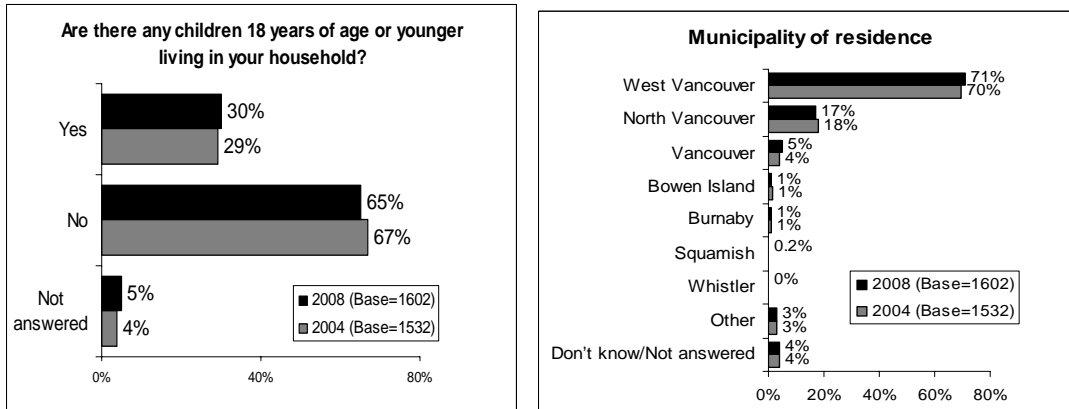 Are there any children 18 years of age or younger
living in your household?
Yes
30%
29%
No
65%
67%
Not
answered
5%
4%
2008 (Base=1602)
2004 (Base=1532)
0%
40%
80%
Municipality of residence
West Vancouver
71%
70%
North Vancouver
17%
18%
Vancouver
5%
4%
Bowen Island
1%
1%
Burnaby
1%
1%
Squamish
0.2%
Whistler
0%
Other
3%
3%
Don't know/Not answered
4%
4%
2008 (Base=1602)
2004 (Base=1532)
0%
20%
40%
60%
80%